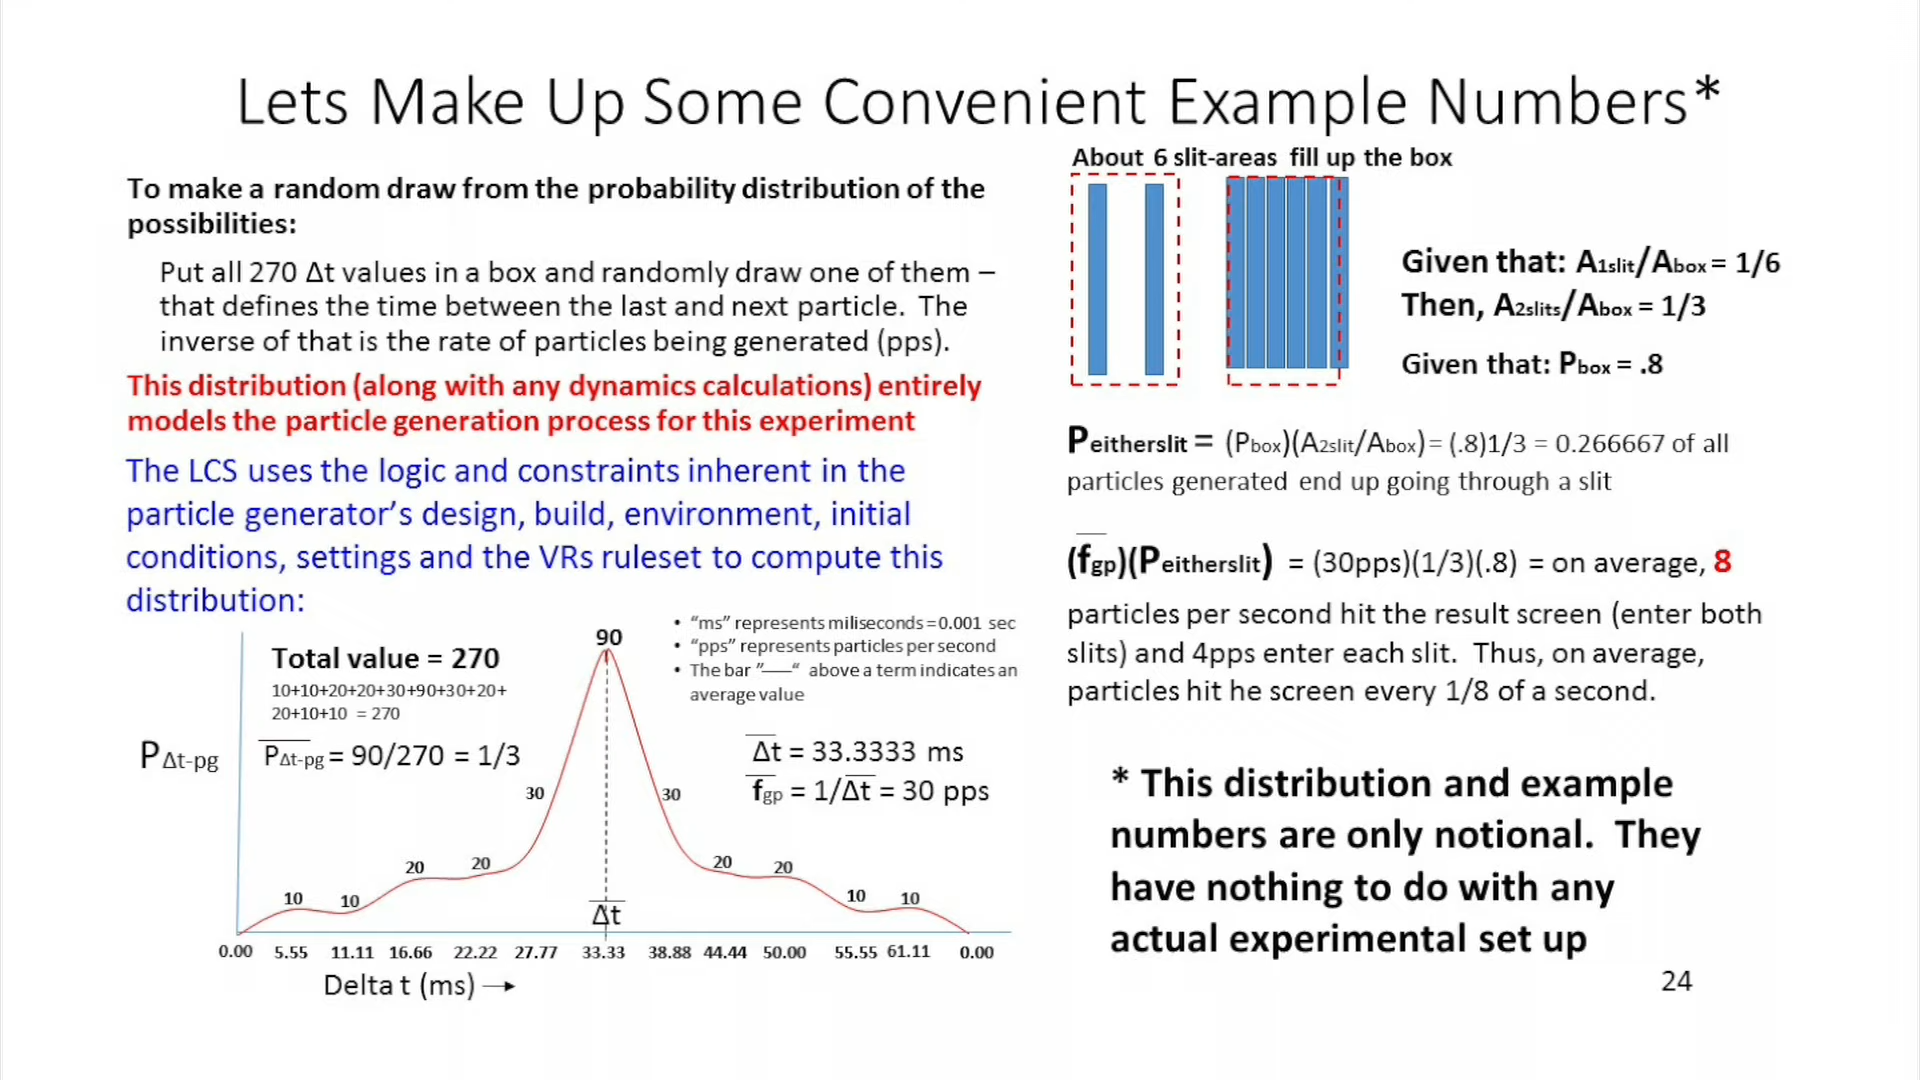 Lets Make Up Some Convenient Example Numbers*
To make a random draw from the probability distribution of the
possibilities:
Put all 270 Δt values in a box and randomly draw one of them –
that defines the time between the last and next particle. The
inverse of that is the rate of particles being generated (pps).
This distribution (along with any dynamics calculations) entirely
models the particle generation process for this experiment
The LCS uses the logic and constraints inherent in the
particle generator's design, build, environment, initial
conditions, settings and the VRs ruleset to compute this
distribution:
Total value = 270
10+10+20+20+30+90+30+20+
20+10+10 = 270
P̅Δt-pg = 90/270 = 1/3
PΔt-pg
• "ms" represents miliseconds=0.001 sec
• "pps" represents particles per second
• The bar "——" above a term indicates an
average value
Δ̅t̅ = 33.3333 ms
f̅gp = 1/Δ̅t̅ = 30 pps
10
10
20
20
30
90
30
20
20
10
10
Δ̅t̅
0.00 5.55 11.11 16.66 22.22 27.77 33.33 38.88 44.44 50.00 55.55 61.11 0.00
Delta t (ms) →
About 6 slit-areas fill up the box
Given that: A1slit/Abox = 1/6
Then, A2slits/Abox = 1/3
Given that: Pbox = .8
Peitherslit = (Pbox)(A2slit/Abox)= (.8)1/3 = 0.266667 of all
particles generated end up going through a slit
(f̅gp)(Peitherslit) = (30pps)(1/3)(.8) = on average, 8
particles per second hit the result screen (enter both
slits) and 4pps enter each slit. Thus, on average,
particles hit he screen every 1/8 of a second.
* This distribution and example
numbers are only notional. They
have nothing to do with any
actual experimental set up
24